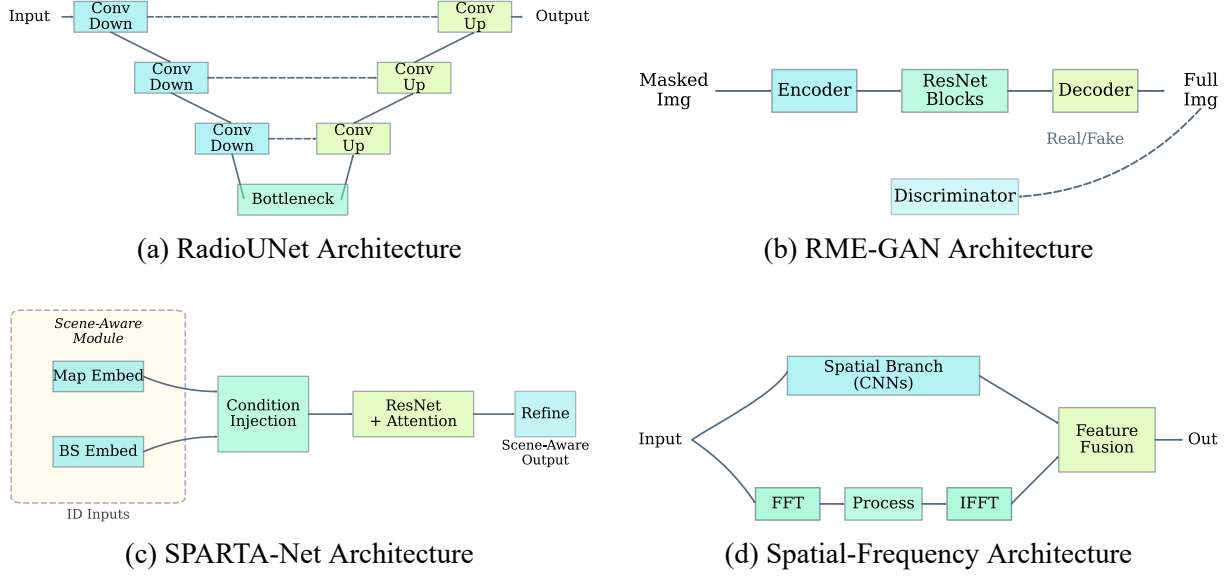 Input
Conv
Down
Conv
Up
Output
Conv
Down
Conv
Up
Conv
Down
Conv
Up
Bottleneck
(a) RadioUNet Architecture
Masked
Img
Encoder
ResNet
Blocks
Decoder
Full
Img
Real/Fake
Discriminator
(b) RME-GAN Architecture
Scene-Aware
Module
Map Embed
BS Embed
ID Inputs
Condition
Injection
ResNet
+ Attention
Refine
Scene-Aware
Output
(c) SPARTA-Net Architecture
Input
Spatial Branch
(CNNs)
FFT
Process
IFFT
Feature
Fusion
Out
(d) Spatial-Frequency Architecture